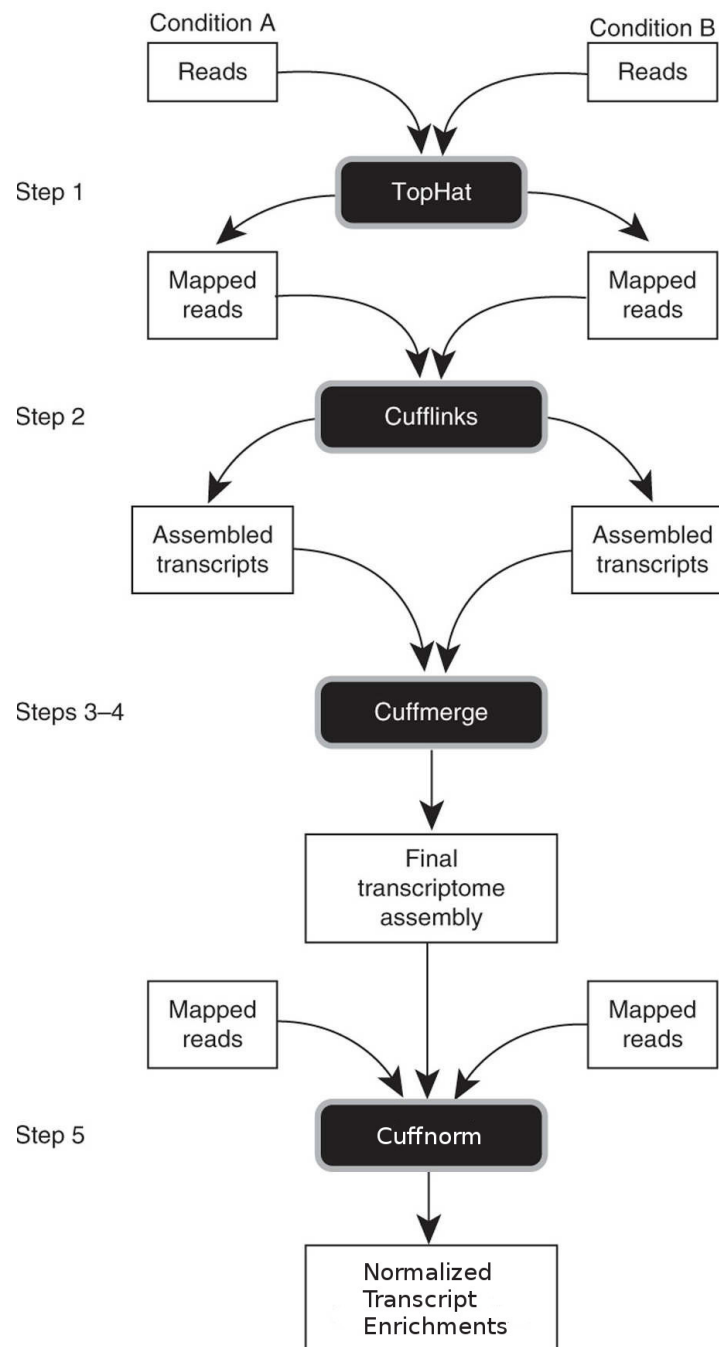 Condition A
Condition B
Reads
Reads
Step 1
TopHat
Mapped
reads
Mapped
reads
Step 2
Cufflinks
Assembled
transcripts
Assembled
transcripts
Steps 3–4
Cuffmerge
Final
transcriptome
assembly
Mapped
reads
Mapped
reads
Step 5
Cuffnorm
Normalized
Transcript
Enrichments